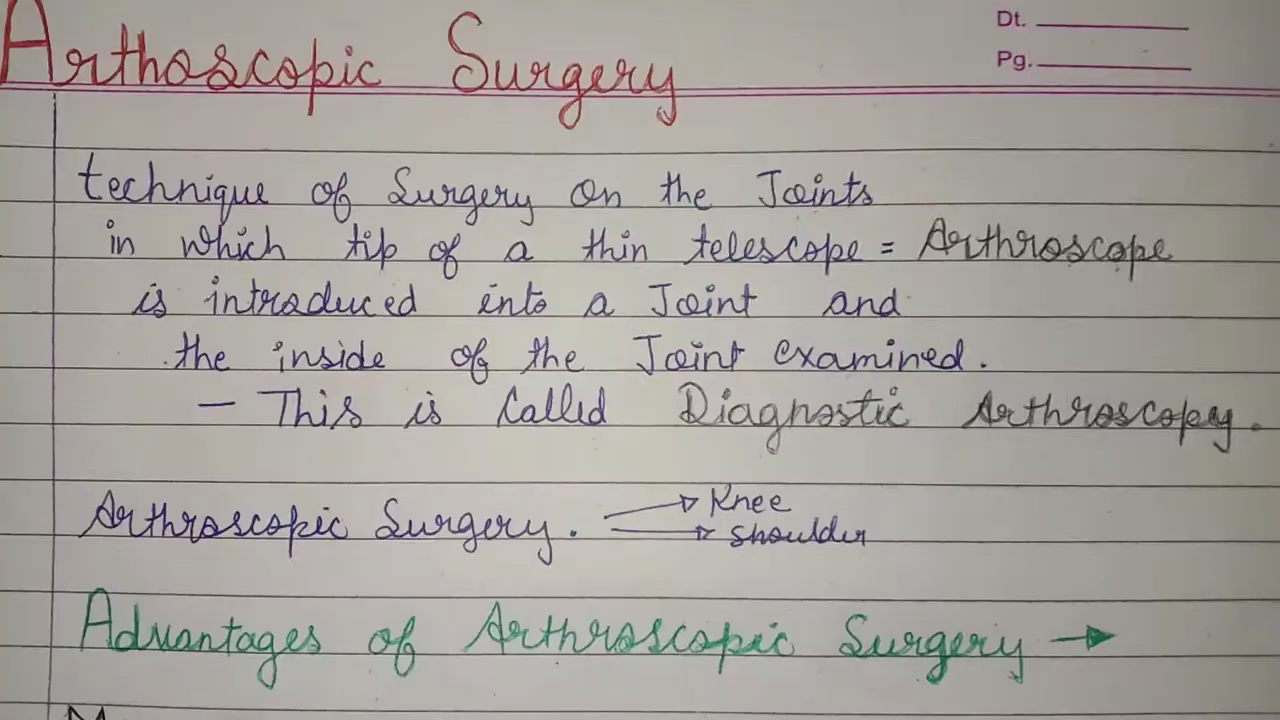 Dt.
Pg.
Arthoscopic Surgery
technique of Surgery on the Joints
in which tip of a thin telescope = Arthroscope
is introduced into a Joint and
the inside of the Joint examined.
- This is Called Diagnostic Arthroscopy.
Arthroscopic Surgery. → Knee
→ Shoulder
Advantages of Arthroscopic Surgery →